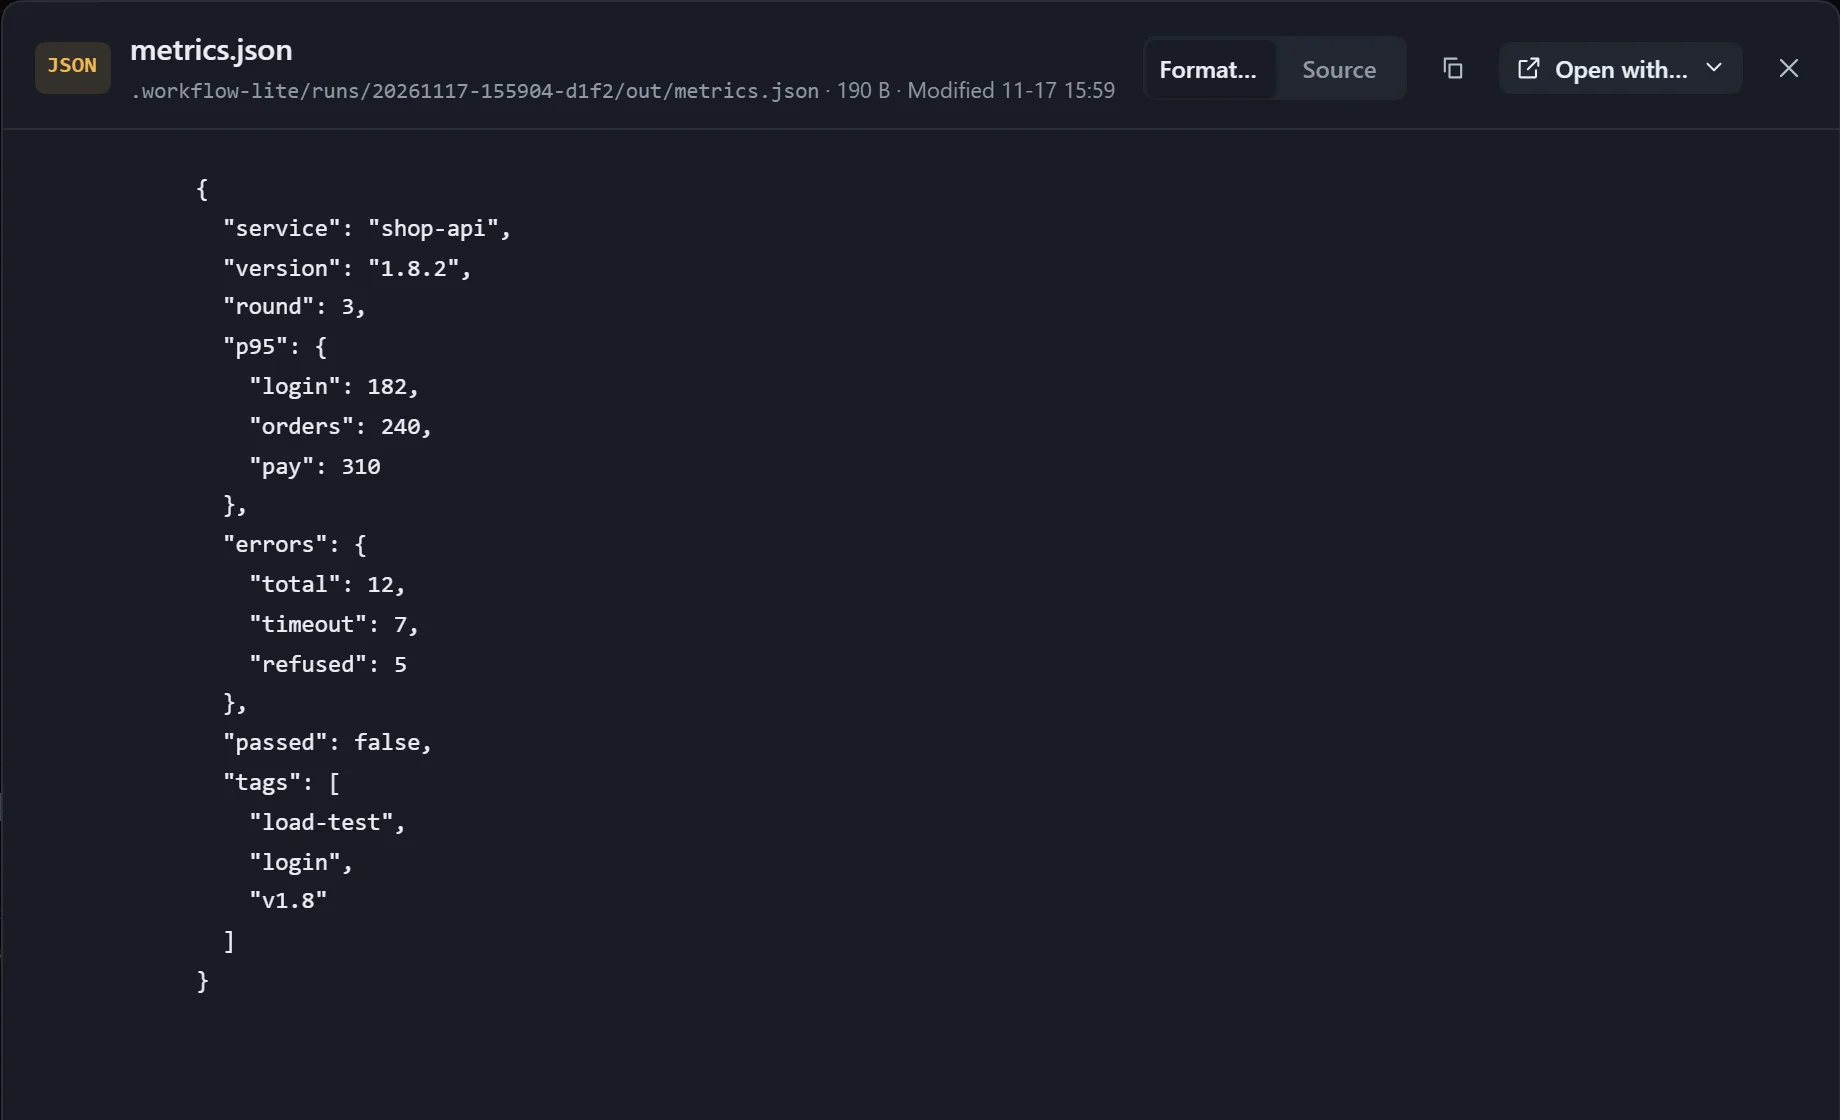 JSON
metrics.json
.workflow-lite/runs/20261117-155904-d1f2/out/metrics.json · 190 B · Modified 11-17 15:59
Format...
Source
Open with...
{
  "service": "shop-api",
  "version": "1.8.2",
  "round": 3,
  "p95": {
    "login": 182,
    "orders": 240,
    "pay": 310
  },
  "errors": {
    "total": 12,
    "timeout": 7,
    "refused": 5
  },
  "passed": false,
  "tags": [
    "load-test",
    "login",
    "v1.8"
  ]
}